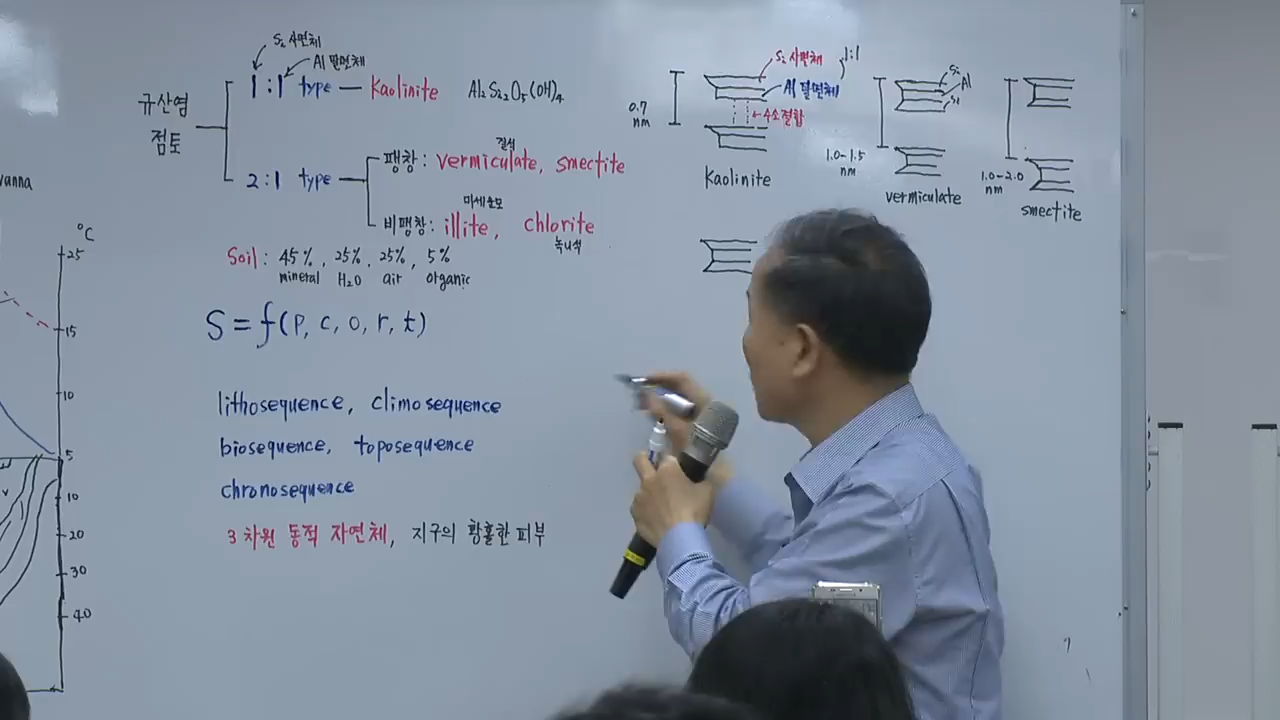 vanna
°C
25
15
10
5
10
20
30
40
규산염
점토
Si 사면체
Al 팔면체
1:1 type — Kaolinite Al₂Si₂O₅(OH)₄
2:1 type
팽창: vermiculate, smectite
질석
비팽창: illite, chlorite
미세운모
녹니석
Soil: 45%, 25%, 25%, 5%
mineral H₂O air organic
S = f(P, c, o, r, t)
lithosequence, climosequence
biosequence, toposequence
chronosequence
3차원 동적 자연체, 지구의 황홀한 피부
0.7
nm
Si 사면체
Al 팔면체
1:1
수소결합
Kaolinite
1.0-1.5
nm
Si
Al
Si
vermiculate
1.0-2.0
nm
smectite